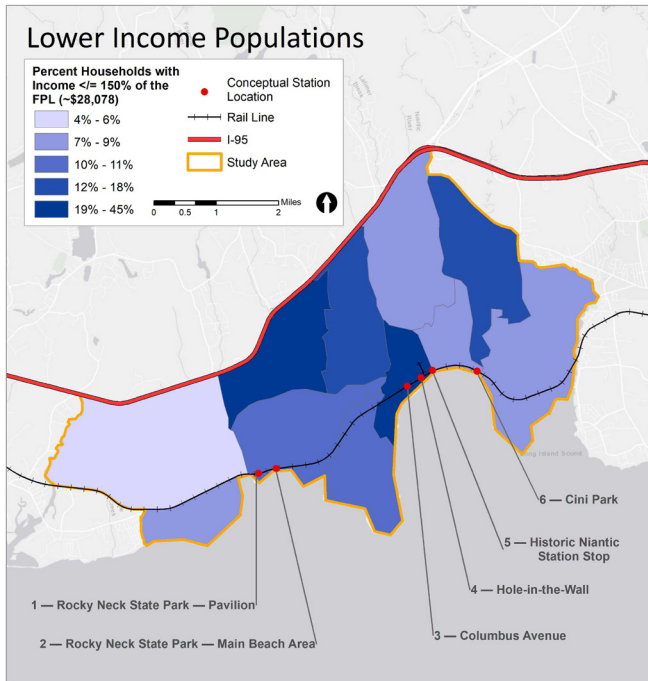 Lower Income Populations
Percent Households with
Income </= 150% of the
FPL (~$28,078)
4% - 6%
7% - 9%
10% - 11%
12% - 18%
19% - 45%
Conceptual Station
Location
Rail Line
I-95
Study Area
0 0.5 1 2 Miles
Island Sound
6 — Cini Park
5 — Historic Niantic
Station Stop
4 — Hole-in-the-Wall
1 — Rocky Neck State Park — Pavilion
3 — Columbus Avenue
2 — Rocky Neck State Park — Main Beach Area